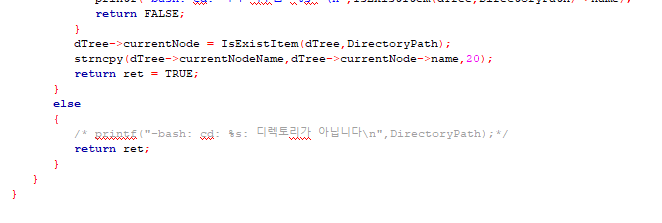 return FALSE;
}
dTree->currentNode = IsExistItem(dTree,DirectoryPath);
strncpy(dTree->currentNodeName,dTree->currentNode->name,20);
return ret = TRUE;
}
else
{
/* printf("-bash: cd: %s: 디렉토리가 아닙니다\n",DirectoryPath);*/
return ret;
}
}
}